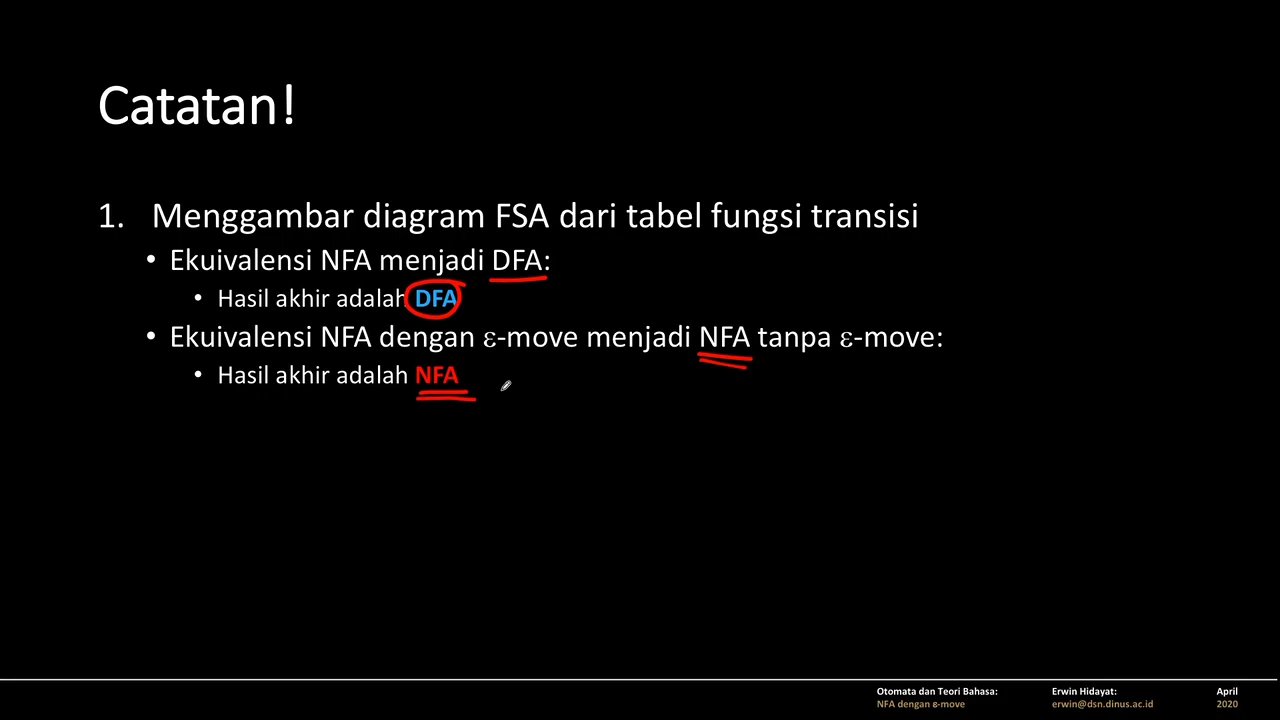 Catatan!
1. Menggambar diagram FSA dari tabel fungsi transisi
• Ekuivalensi NFA menjadi DFA:
• Hasil akhir adalah DFA
• Ekuivalensi NFA dengan ε-move menjadi NFA tanpa ε-move:
• Hasil akhir adalah NFA
Otomata dan Teori Bahasa: Erwin Hidayat: April
NFA dengan ε-move erwin@dsn.dinus.ac.id 2020